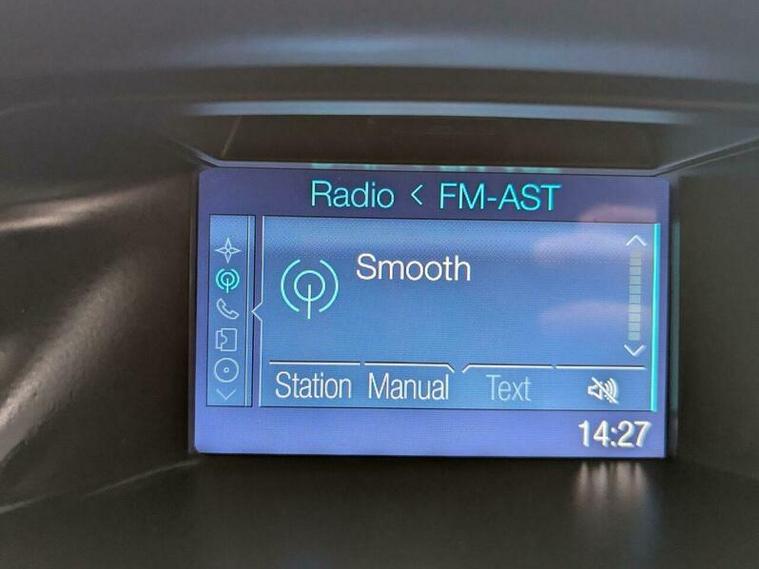 Radio < FM-AST
Smooth
Station Manual Text
14:27